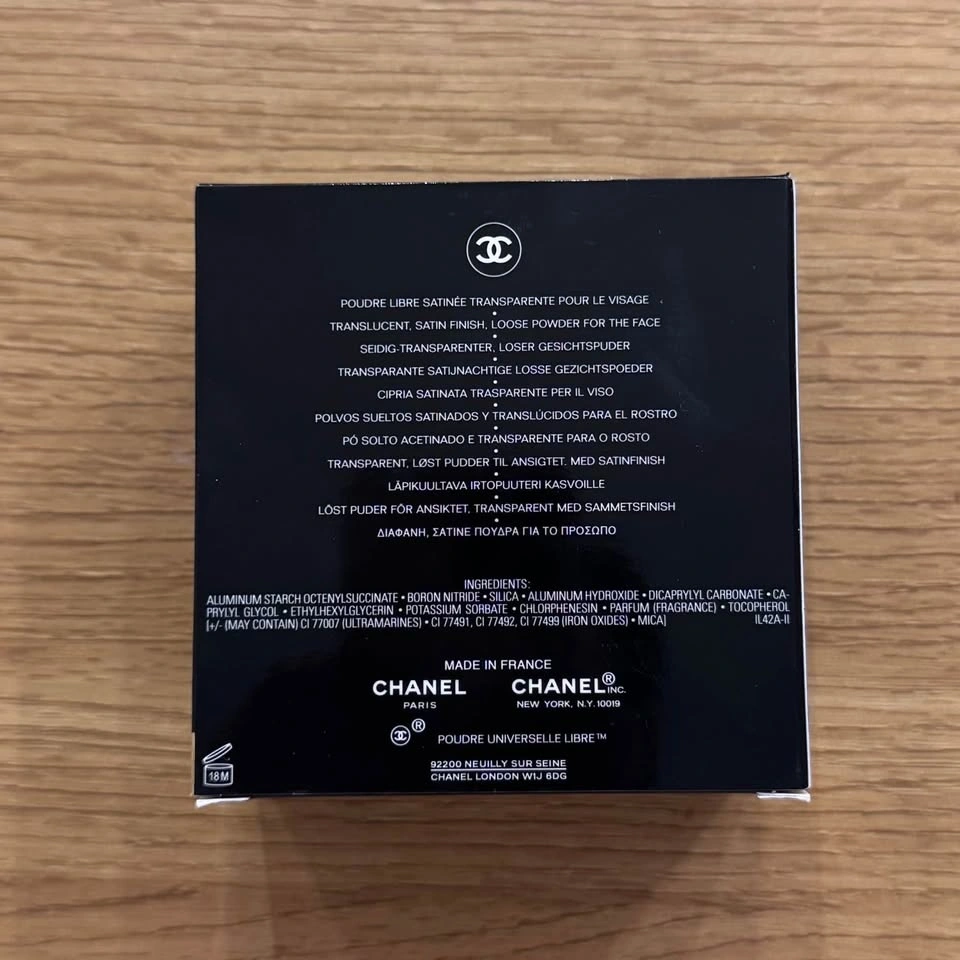 POUDRE LIBRE SATINÉE TRANSPARENTE POUR LE VISAGE
•
TRANSLUCENT, SATIN FINISH, LOOSE POWDER FOR THE FACE
•
SEIDIG-TRANSPARENTER, LOSER GESICHTSPUDER
•
TRANSPARANTE SATIJNACHTIGE LOSSE GEZICHTSPOEDER
•
CIPRIA SATINATA TRASPARENTE PER IL VISO
•
POLVOS SUELTOS SATINADOS Y TRANSLÚCIDOS PARA EL ROSTRO
•
PÓ SOLTO ACETINADO E TRANSPARENTE PARA O ROSTO
•
TRANSPARENT, LØST PUDDER TIL ANSIGTET. MED SATINFINISH
•
LÄPIKUULTAVA IRTOPUUTERI KASVOILLE
•
LÖST PUDER FÖR ANSIKTET, TRANSPARENT MED SAMMETSFINISH
•
ΔΙΑΦΑΝΗ, ΣΑΤΙΝΕ ΠΟΥΔΡΑ ΓΙΑ ΤΟ ΠΡΟΣΩΠΟ
INGREDIENTS:
ALUMINUM STARCH OCTENYLSUCCINATE • BORON NITRIDE • SILICA • ALUMINUM HYDROXIDE • DICAPRYLYL CARBONATE • CA-
PRYLYL GLYCOL • ETHYLHEXYLGLYCERIN • POTASSIUM SORBATE • CHLORPHENESIN • PARFUM (FRAGRANCE) • TOCOPHEROL
[+/- (MAY CONTAIN) CI 77007 (ULTRAMARINES) • CI 77491, CI 77492, CI 77499 (IRON OXIDES) • MICA] IL42A-II
MADE IN FRANCE
CHANEL CHANEL® INC.
PARIS NEW YORK, N.Y. 10019
® POUDRE UNIVERSELLE LIBRE™
92200 NEUILLY SUR SEINE
CHANEL LONDON W1J 6DG
18M